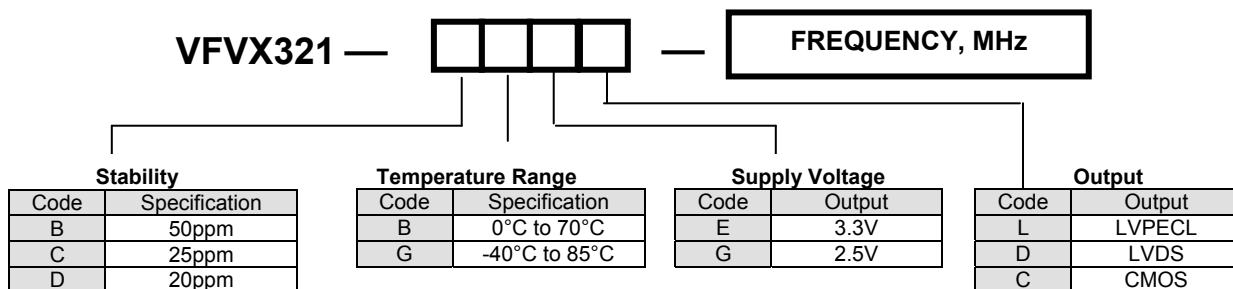 VFVX321 — — FREQUENCY, MHz
Stability
Code Specification
B 50ppm
C 25ppm
D 20ppm
Temperature Range
Code Specification
B 0°C to 70°C
G -40°C to 85°C
Supply Voltage
Code Output
E 3.3V
G 2.5V
Output
Code Output
L LVPECL
D LVDS
C CMOS